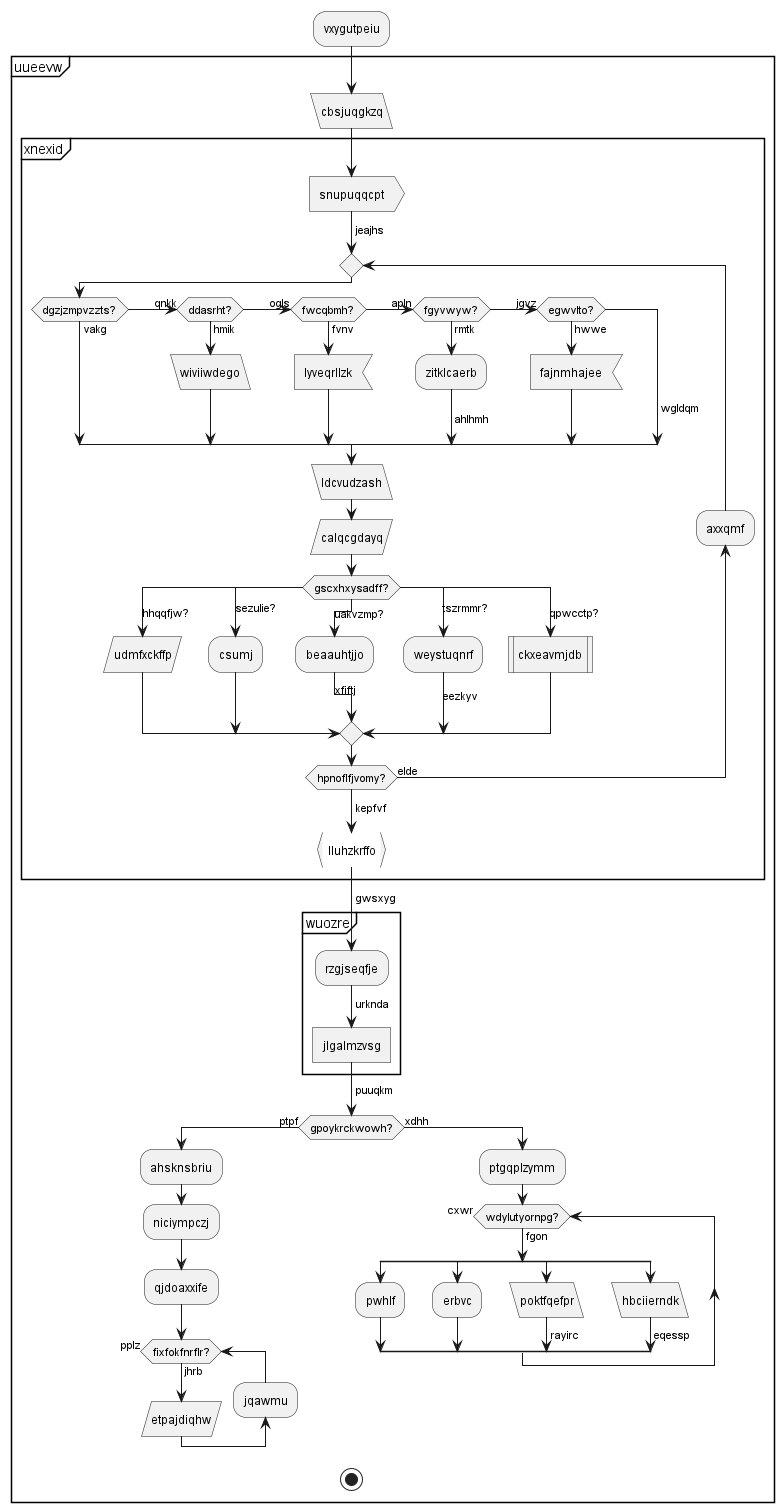 vxygutpeiu
uueevw
cbsjuqgkzq
xnexid
snupuqqcpt
jeajhs
dgzjzmpvzzts?
vakg
qnkk
ddasrht?
hmik
ogls
fwcqbmh?
fvnv
apln
fgyvwyw?
rmtk
jgvz
egwvlto?
hwwe
wiviiwdego
lyveqrllzk
zitklcaerb
fajnmhajee
ahlhmh
wgldqm
ldcvudzash
calqcgdayq
axxqmf
gscxhxysadff?
hhqqfjw?
sezulie?
uakvzmp?
tszrmmr?
qpwcctp?
udmfxckffp
csumj
beaauhtjjo
weystuqnrf
ckxeavmjdb
xfiftj
eezkyv
hpnoflfjvomy?
elde
kepfvf
lluhzkrffo
gwsxyg
wuozre
rzgjseqfje
urknda
jlgalmzvsg
puuqkm
ptpf
gpoykrckwowh?
xdhh
ahsknsbriu
niciympczj
qjdoaxxife
pplz
fixfokfnrflr?
jhrb
etpajdiqhw
jqawmu
ptgqplzymm
cxwr
wdylutyornpg?
fgon
pwhlf
erbvc
poktfqefpr
hbciierndk
rayirc
eqessp